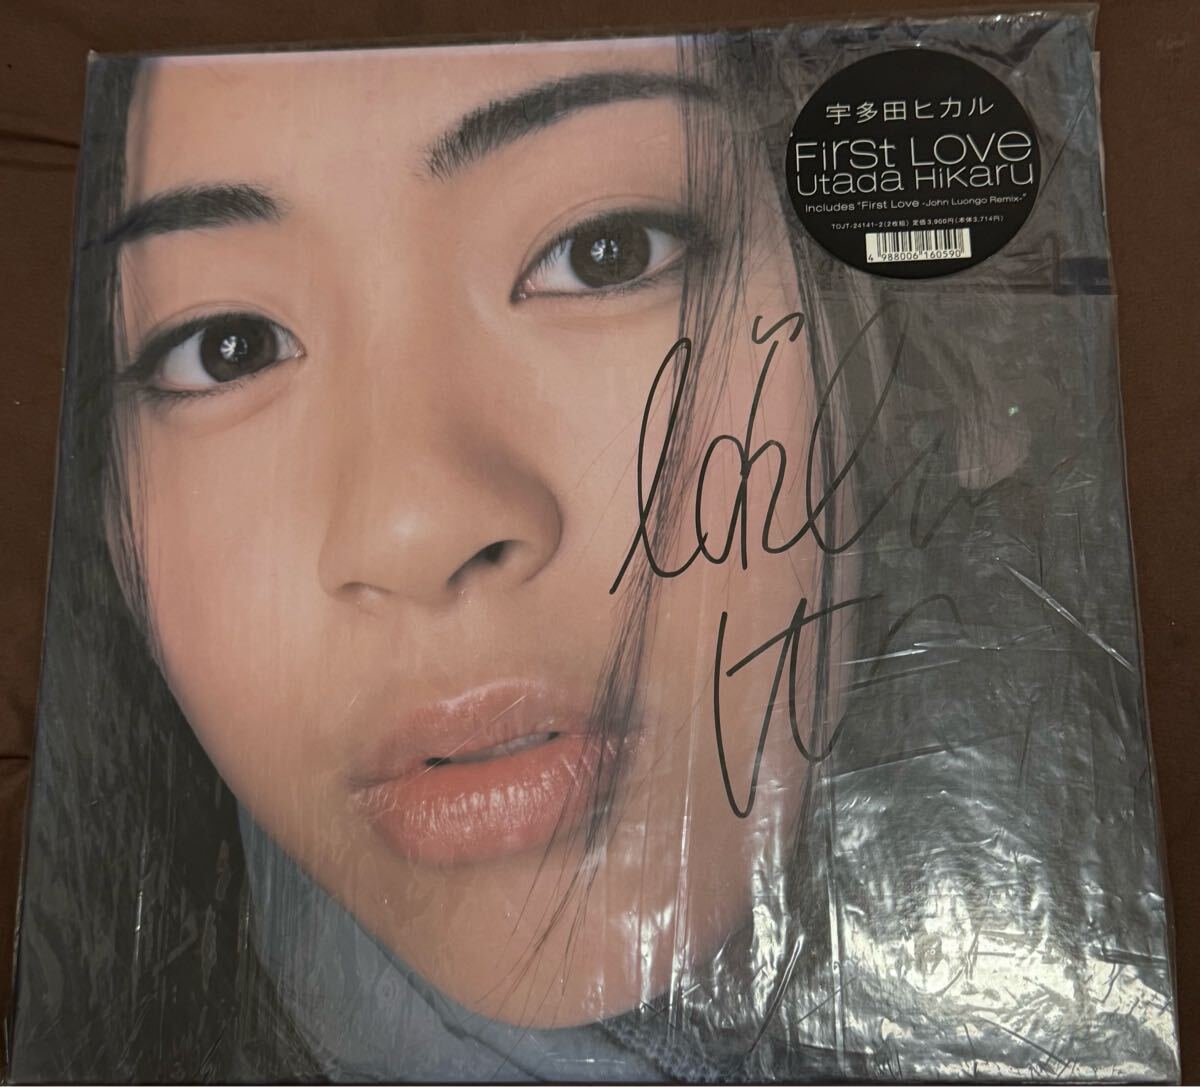 宇多田ヒカル
First Love
Utada Hikaru
Includes "First Love -John Luongo Remix-"
TOJT-24141-2(2枚組) 定価3,900円(本体3,714円)
4 988006 160590